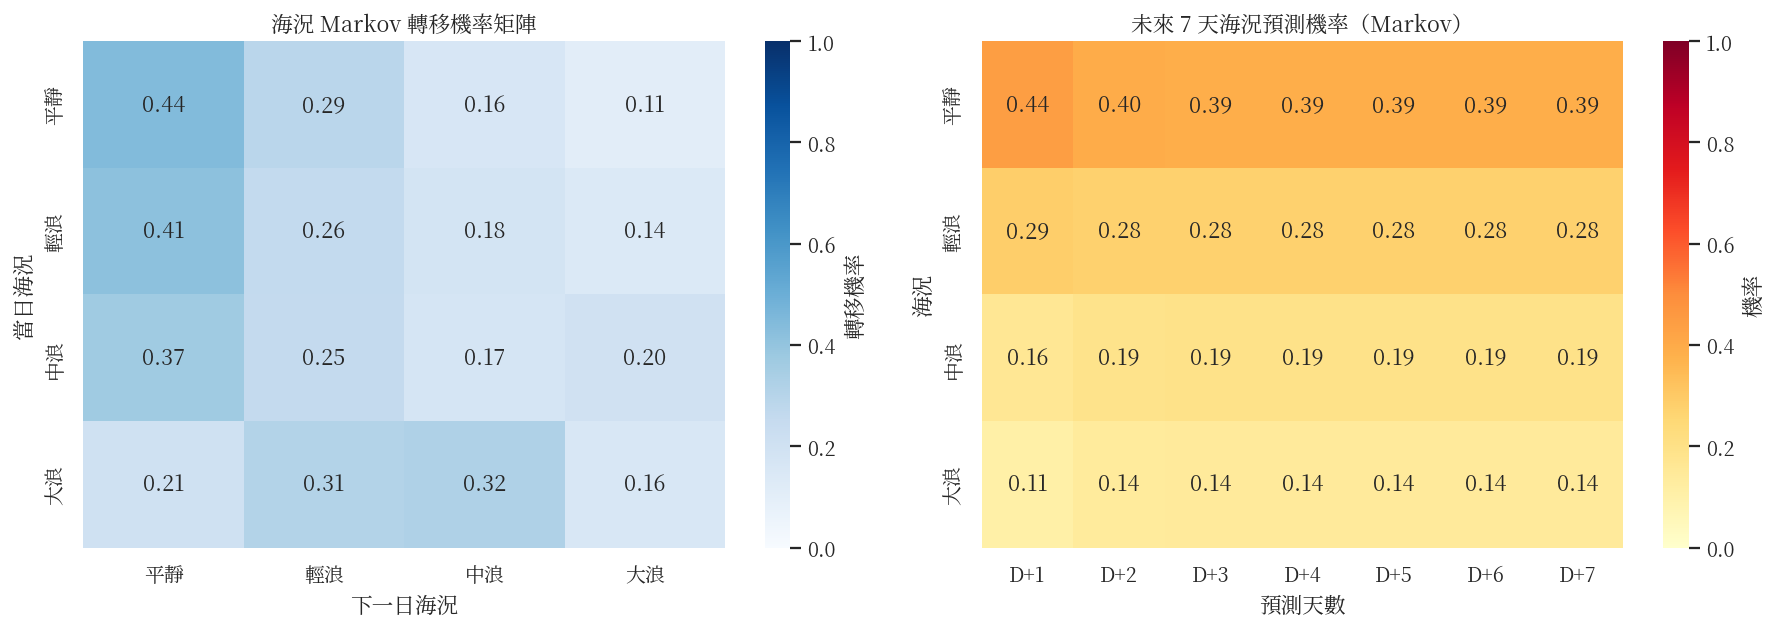 海況 Markov 轉移機率矩陣
當日海況
平靜 0.44 0.29 0.16 0.11
輕浪 0.41 0.26 0.18 0.14
中浪 0.37 0.25 0.17 0.20
大浪 0.21 0.31 0.32 0.16
平靜 輕浪 中浪 大浪
下一日海況
1.0
0.8
0.6
0.4
0.2
0.0
轉移機率
未來 7 天海況預測機率（Markov）
海況
平靜 0.44 0.40 0.39 0.39 0.39 0.39 0.39
輕浪 0.29 0.28 0.28 0.28 0.28 0.28 0.28
中浪 0.16 0.19 0.19 0.19 0.19 0.19 0.19
大浪 0.11 0.14 0.14 0.14 0.14 0.14 0.14
D+1 D+2 D+3 D+4 D+5 D+6 D+7
預測天數
1.0
0.8
0.6
0.4
0.2
0.0
機率